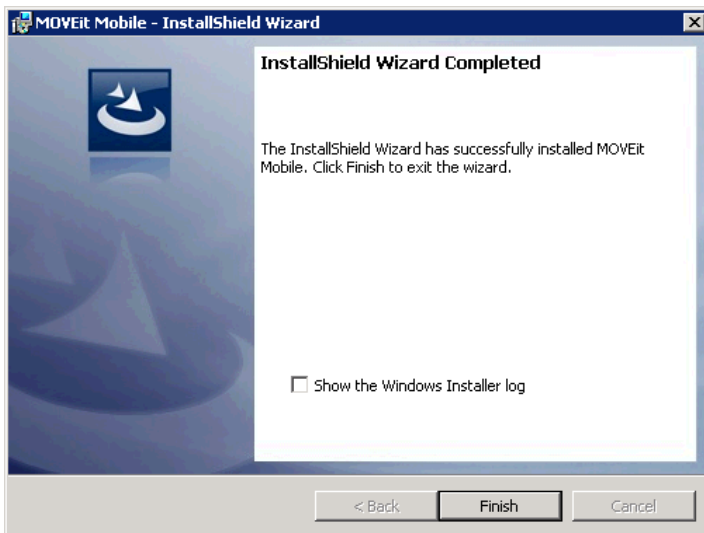 MOVEit Mobile - InstallShield Wizard
InstallShield Wizard Completed
The InstallShield Wizard has successfully installed MOVEit
Mobile. Click Finish to exit the wizard.
Show the Windows Installer log
< Back
Finish
Cancel